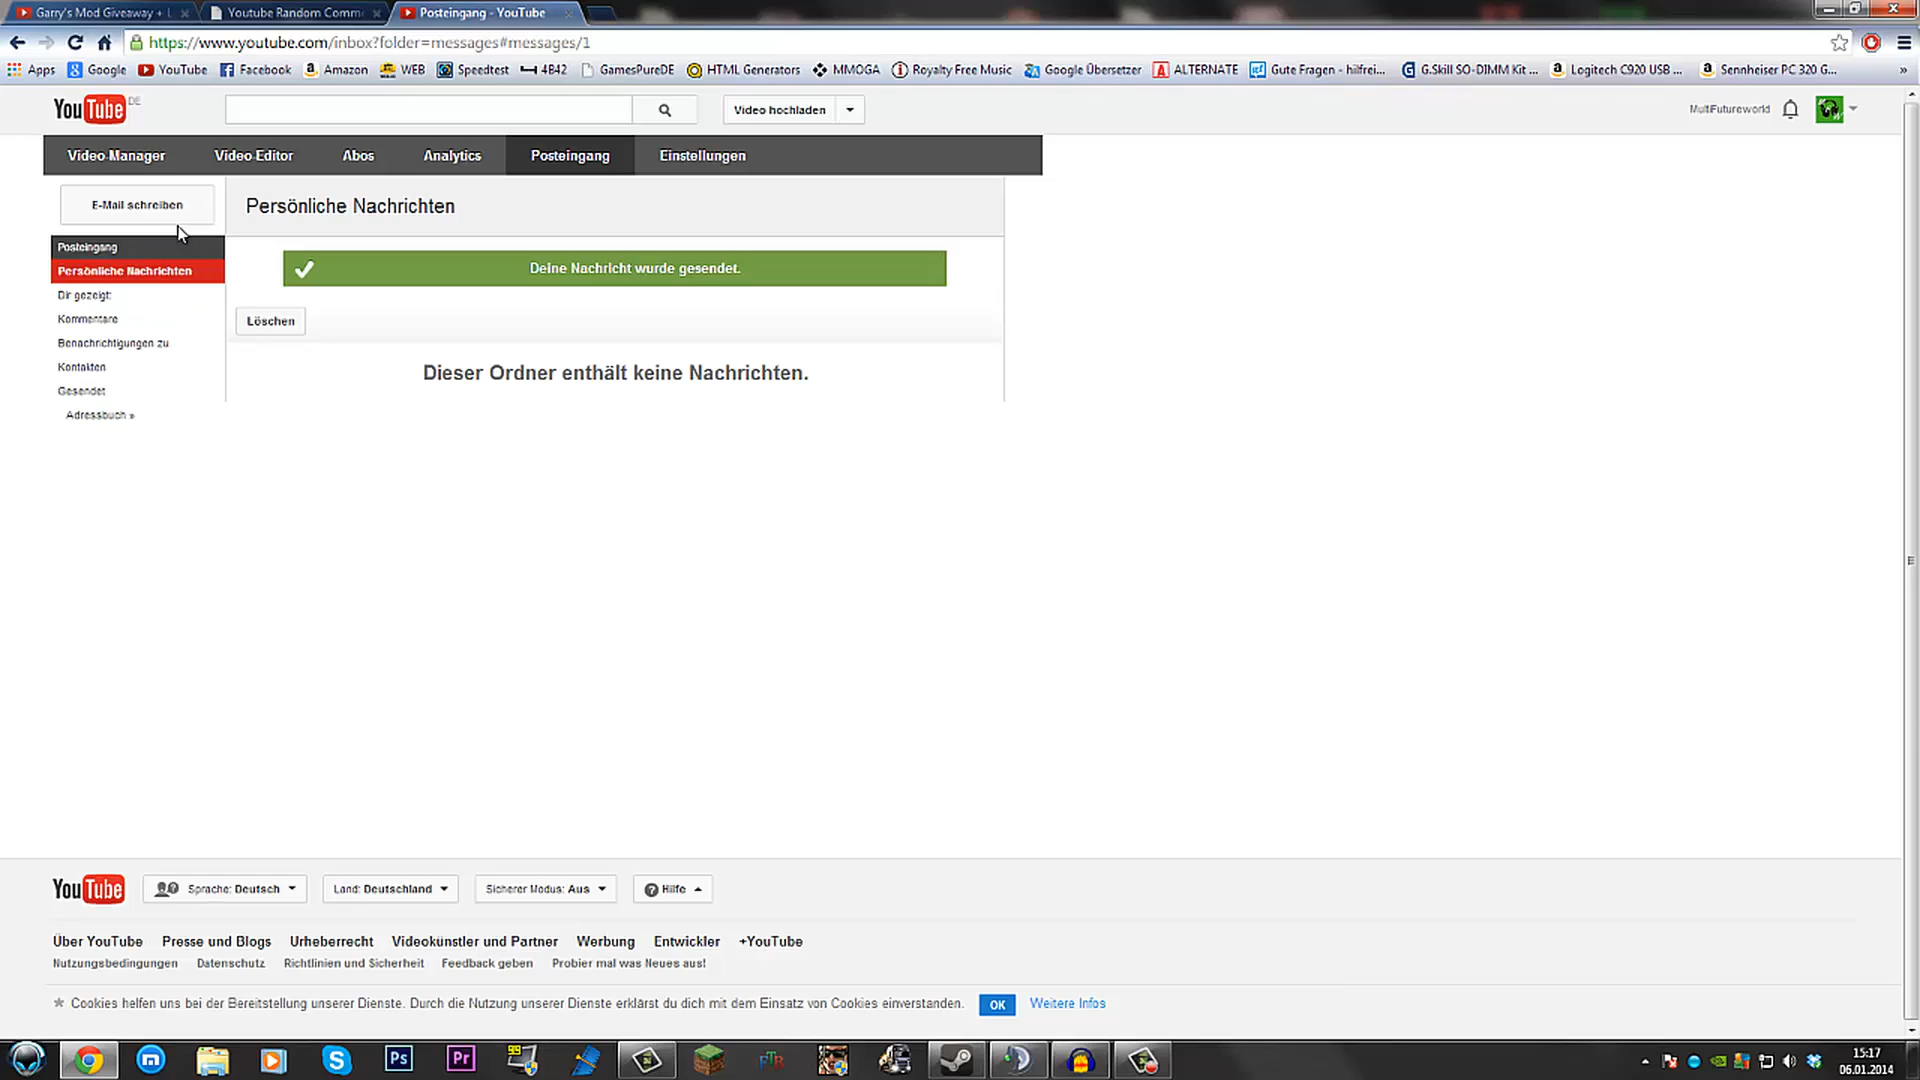 Garry's Mod Giveaway +
Youtube Random Comm
Posteingang - YouTube
https://www.youtube.com/inbox?folder=messages#messages/1
Apps
Google
YouTube
Facebook
Amazon
WEB
Speedtest
4B42
GamesPureDE
HTML Generators
MMOGA
Royalty Free Music
Google Übersetzer
ALTERNATE
Gute Fragen - hilfrei...
G.Skill SO-DIMM Kit ...
Logitech C920 USB ...
Sennheiser PC 320 G...
»
YouTube DE
Video hochladen
MultiFutureworld
Video-Manager
Video-Editor
Abos
Analytics
Posteingang
Einstellungen
E-Mail schreiben
Persönliche Nachrichten
Posteingang
Persönliche Nachrichten
Dir gezeigt:
Kommentare
Benachrichtigungen zu
Kontakten
Gesendet
Adressbuch »
Deine Nachricht wurde gesendet.
Löschen
Dieser Ordner enthält keine Nachrichten.
YouTube
Sprache: Deutsch
Land: Deutschland
Sicherer Modus: Aus
Hilfe
Über YouTube
Presse und Blogs
Urheberrecht
Videokünstler und Partner
Werbung
Entwickler
+YouTube
Nutzungsbedingungen
Datenschutz
Richtlinien und Sicherheit
Feedback geben
Probier mal was Neues aus!
* Cookies helfen uns bei der Bereitstellung unserer Dienste. Durch die Nutzung unserer Dienste erklärst du dich mit dem Einsatz von Cookies einverstanden.
OK
Weitere Infos
Ps
Pr
FTB
15:17
06.01.2014